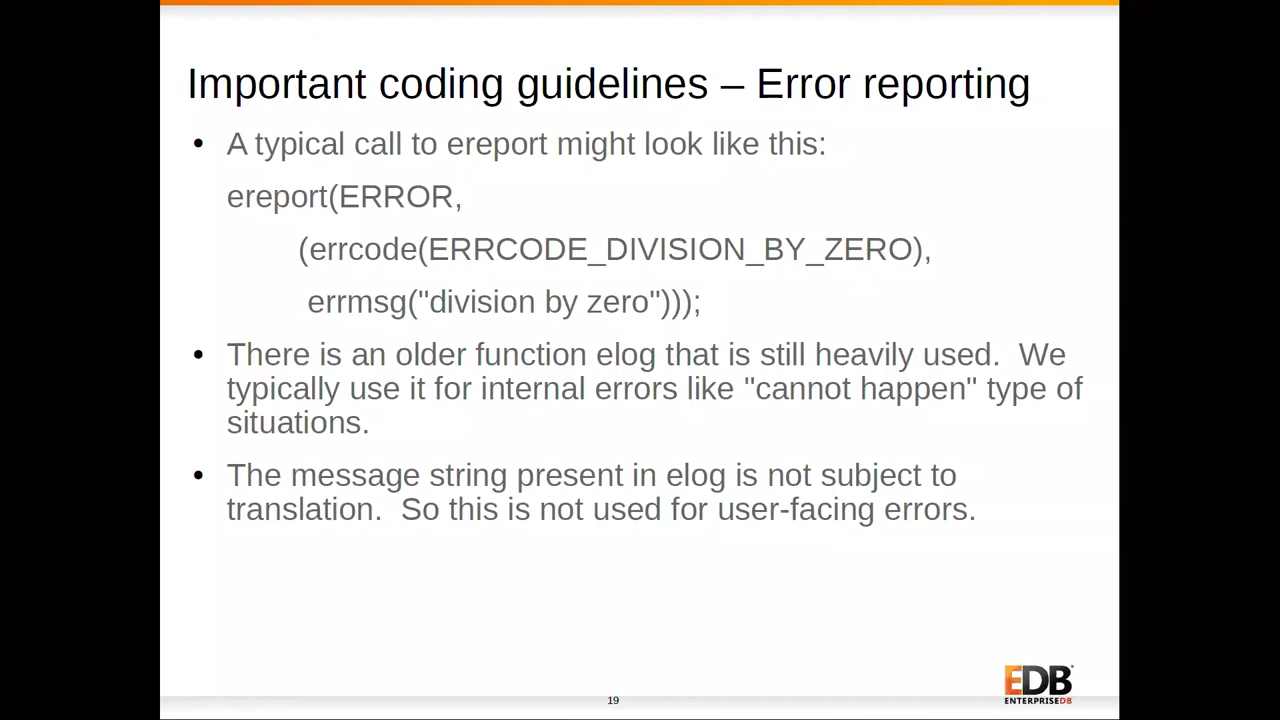 Important coding guidelines – Error reporting
• A typical call to ereport might look like this:
ereport(ERROR,
(errcode(ERRCODE_DIVISION_BY_ZERO),
errmsg("division by zero")));
• There is an older function elog that is still heavily used.  We
typically use it for internal errors like "cannot happen" type of
situations.
• The message string present in elog is not subject to
translation.  So this is not used for user-facing errors.
EDB
ENTERPRISEDB
19